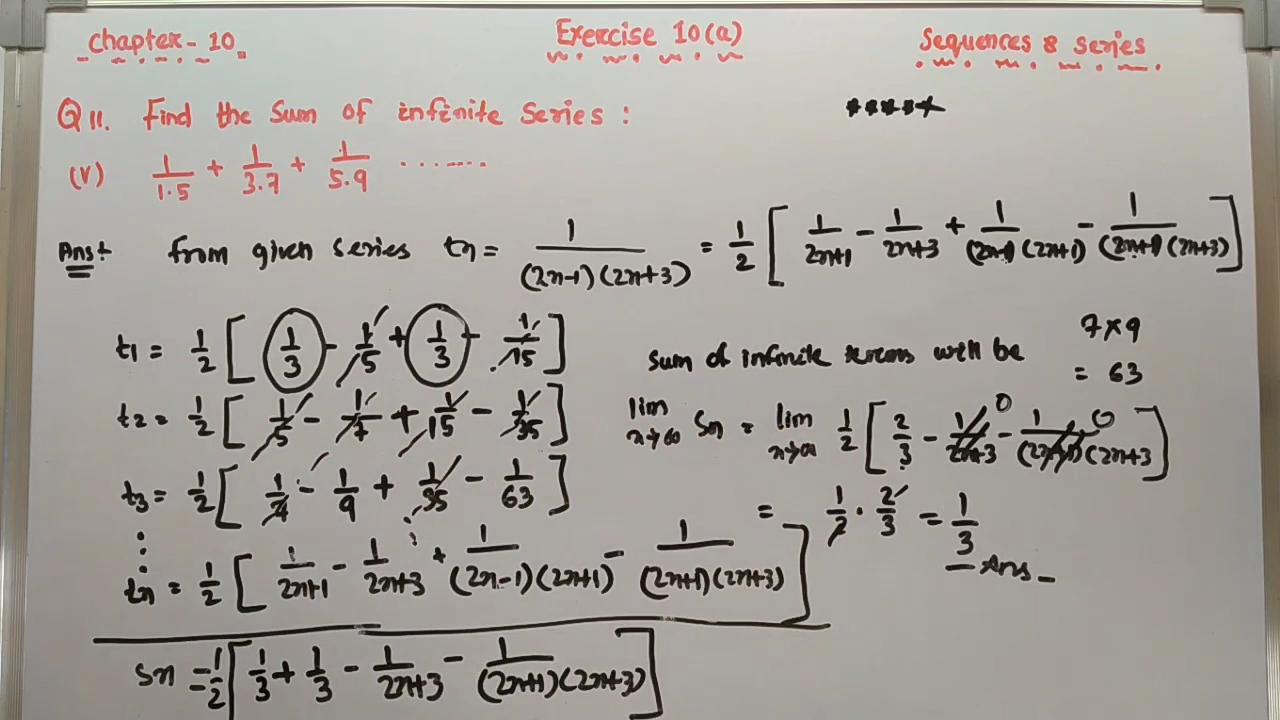 Chapter-10
Exercise 10(a)
Sequences & Series
Q11. Find the Sum of infinite Series :
(V) 1/1.5 + 1/3.7 + 1/5.9 .......
*****
Ans:- from given series tn = 1/(2n-1)(2n+3) = 1/2 [ 1/2n+1 - 1/2n+3 + 1/(2n-1)(2n+1) - 1/(2n+1)(2n+3) ]
t1 = 1/2 [ 1/3 - 1/5 + 1/3 - 1/15 ]
t2 = 1/2 [ 1/5 - 1/7 + 1/15 - 1/35 ]
t3 = 1/2 [ 1/7 - 1/9 + 1/35 - 1/63 ]
⋮
tn = 1/2 [ 1/2n+1 - 1/2n+3 + 1/(2n-1)(2n+1) - 1/(2n+1)(2n+3) ]
Sn = 1/2 [ 1/3 + 1/3 - 1/2n+3 - 1/(2n+1)(2n+3) ]
7×9
= 63
Sum of infinite terms will be
lim n→∞ Sn = lim n→∞ 1/2 [ 2/3 - 1/2n+3 0 - 1/(2n+1)(2n+3) 0 ]
= 1/2 . 2/3 = 1/3
Ans